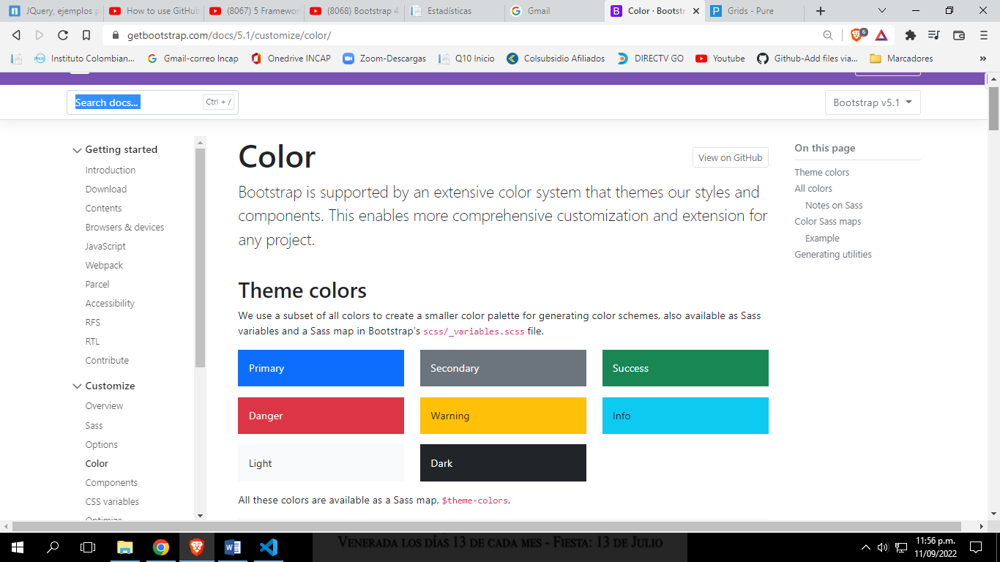 JQuery, ejemplos p
How to use GitHub
(8067) 5 Framewor
(8068) Bootstrap 4
Estadísticas
Gmail
Color · Bootstr
Grids - Pure
getbootstrap.com/docs/5.1/customize/color/
6
Instituto Colombian...
Gmail-correo Incap
Onedrive INCAP
Zoom-Descargas
Q10 Inicio
Colsubsidio Afiliados
DIRECTV GO
Youtube
Github-Add files via...
Marcadores
»
Search docs...
Ctrl + /
Bootstrap v5.1
Getting started
Introduction
Download
Contents
Browsers & devices
JavaScript
Webpack
Parcel
Accessibility
RFS
RTL
Contribute
Customize
Overview
Sass
Options
Color
Components
CSS variables
Optimize
Color
View on GitHub
Bootstrap is supported by an extensive color system that themes our styles and
components. This enables more comprehensive customization and extension for
any project.
Theme colors
We use a subset of all colors to create a smaller color palette for generating color schemes, also available as Sass
variables and a Sass map in Bootstrap's scss/_variables.scss file.
Primary
Secondary
Success
Danger
Warning
Info
Light
Dark
All these colors are available as a Sass map, $theme-colors.
On this page
Theme colors
All colors
Notes on Sass
Color Sass maps
Example
Generating utilities
Venerada los días 13 de cada mes - Fiesta: 13 de Julio
11:56 p.m.
11/09/2022